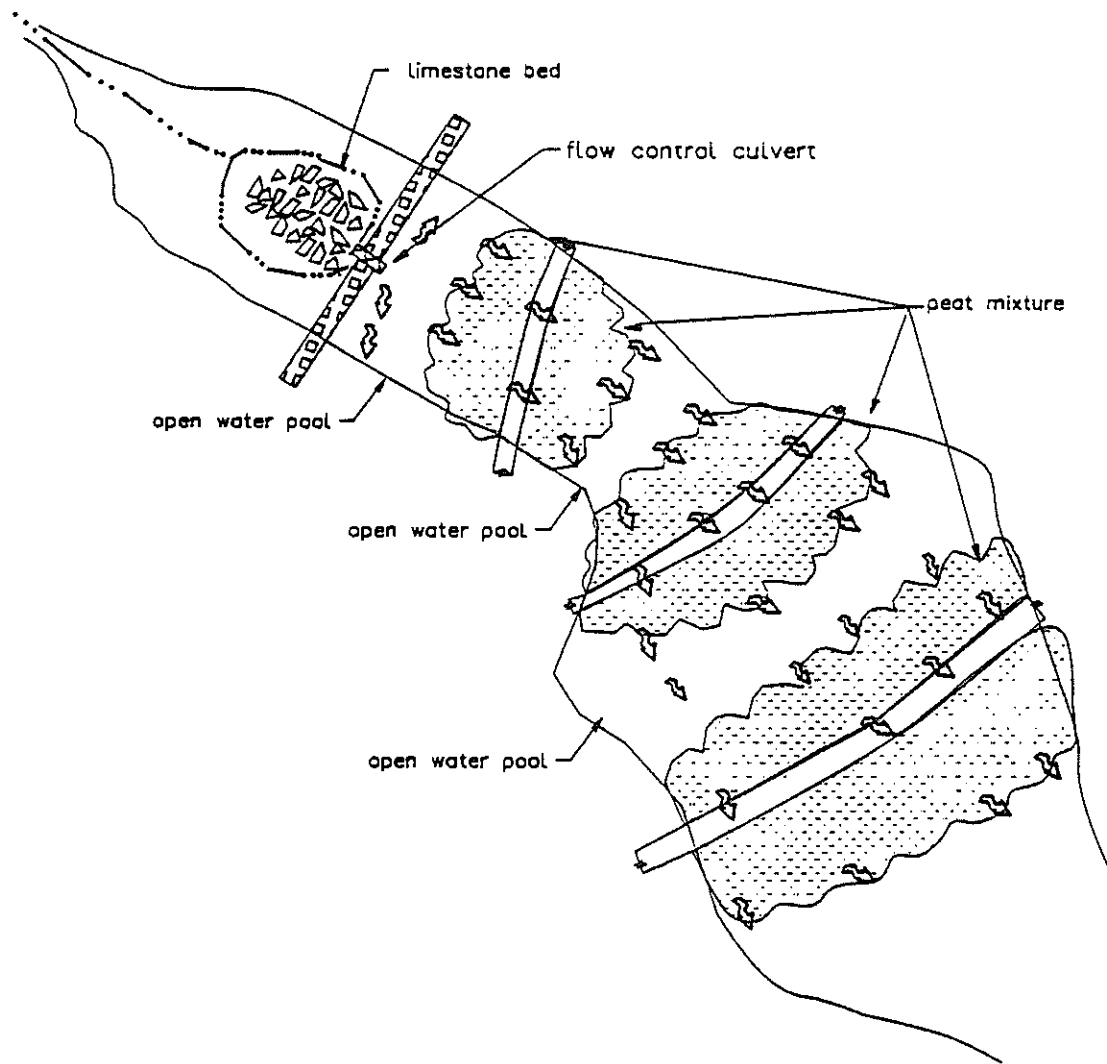 limestone bed
flow control culvert
peat mixture
open water pool
open water pool
open water pool